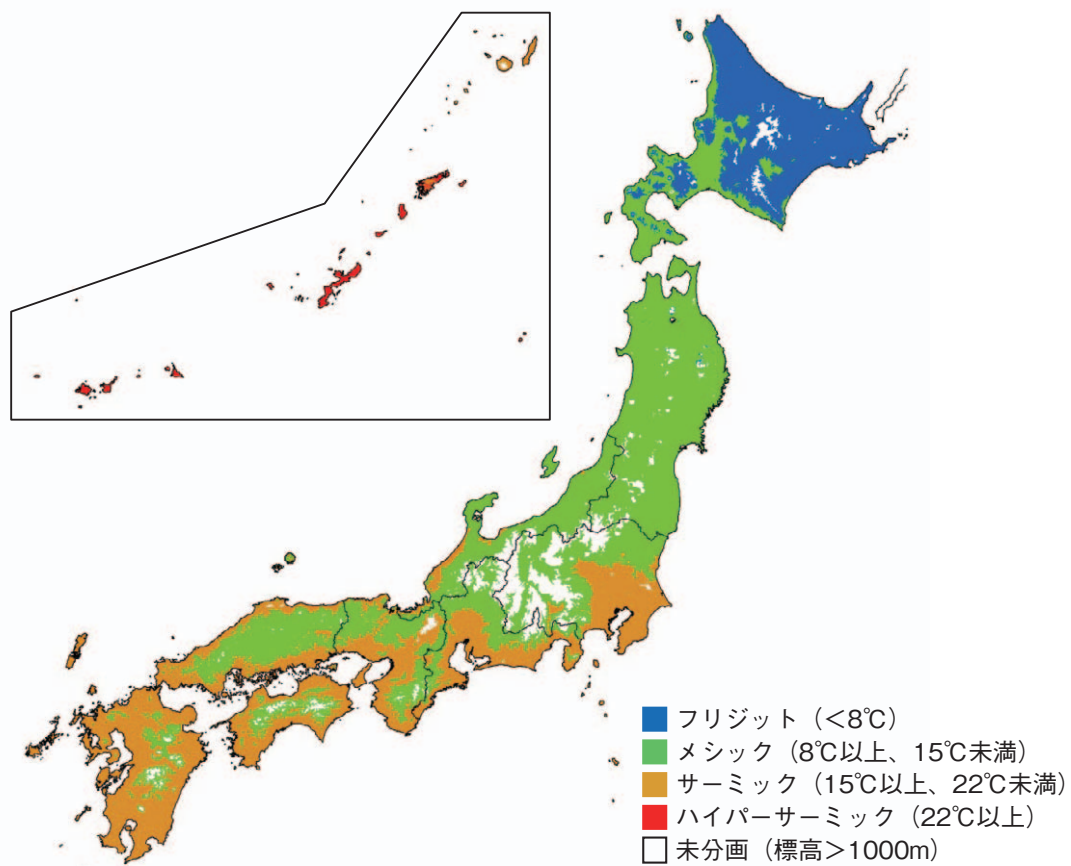 フリジット（<8℃）
メシック（8℃以上、15℃未満）
サーミック（15℃以上、22℃未満）
ハイパーサーミック（22℃以上）
未分画（標高>1000m）